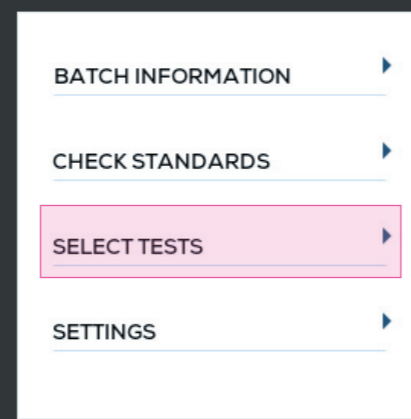 BATCH INFORMATION
CHECK STANDARDS
SELECT TESTS
SETTINGS